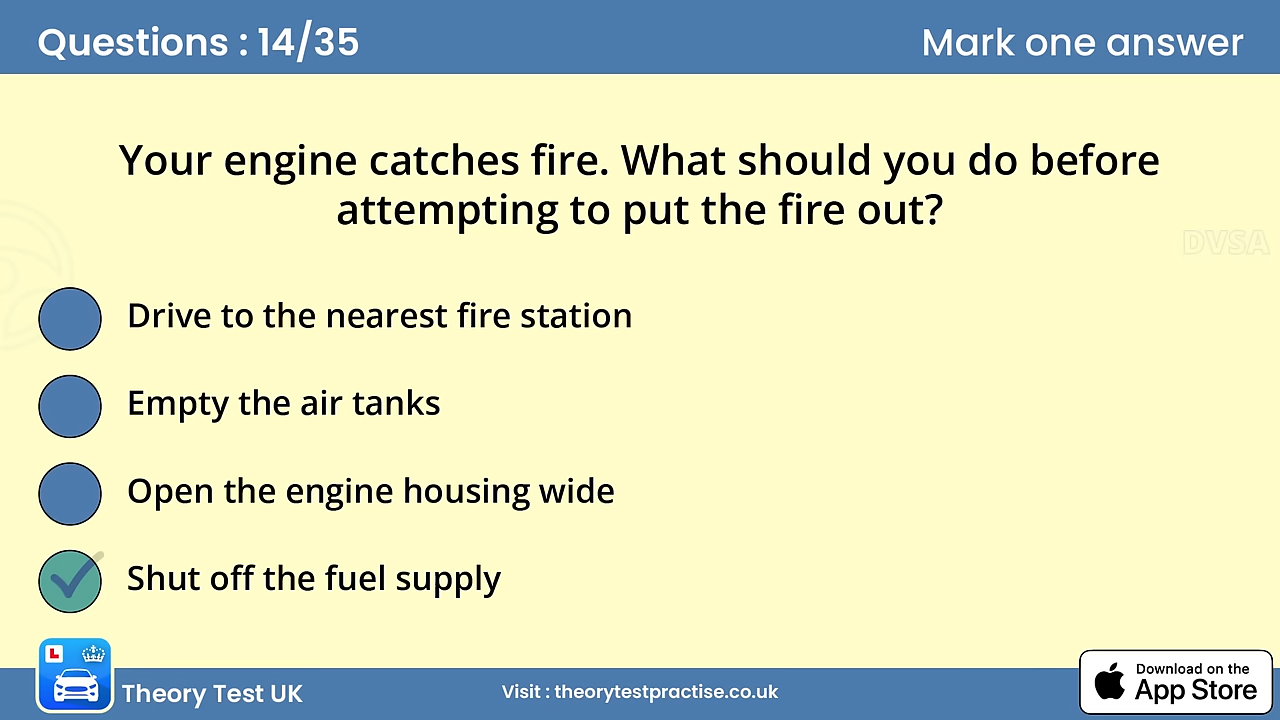 Questions : 14/35
Mark one answer
Your engine catches fire. What should you do before
attempting to put the fire out?
DVSA
Drive to the nearest fire station
Empty the air tanks
Open the engine housing wide
Shut off the fuel supply
L
Theory Test UK
Visit : theorytestpractise.co.uk
Download on the
App Store